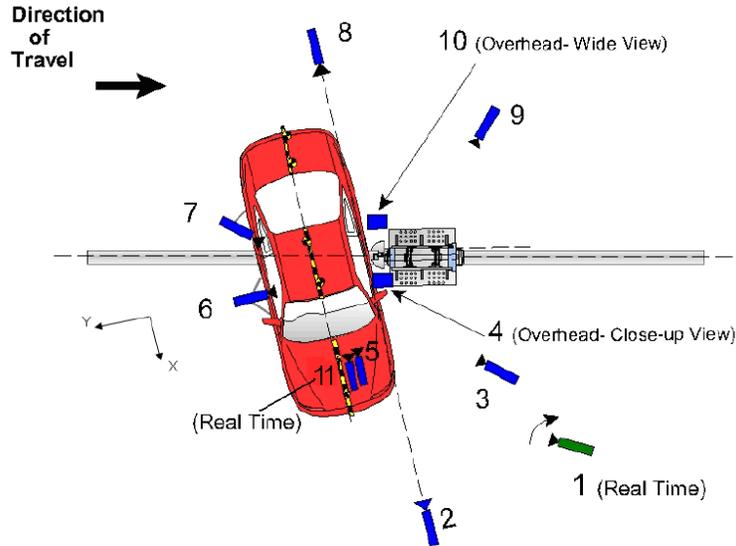 Direction
of
Travel
8
10 (Overhead- Wide View)
9
7
6
Y
X
4 (Overhead- Close-up View)
5
11
3
(Real Time)
1 (Real Time)
2